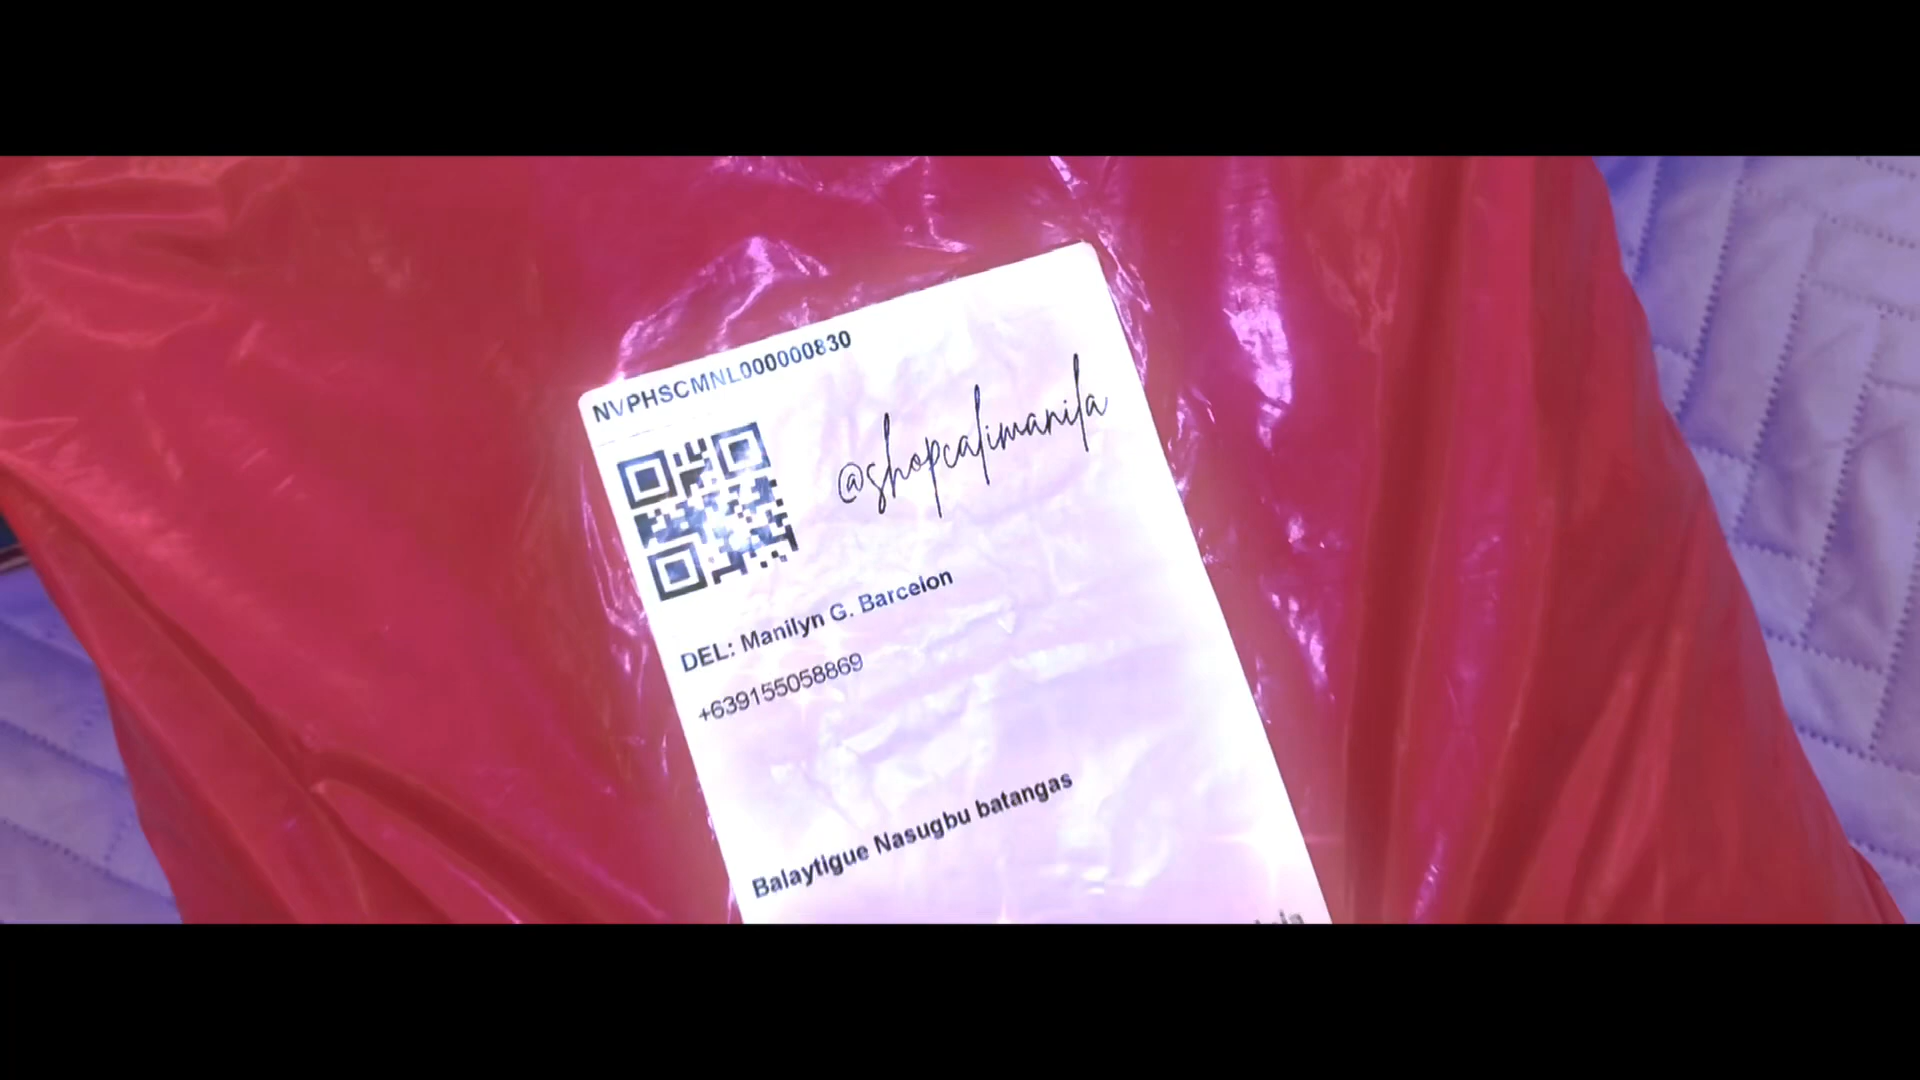 NVPHSCMNL000000830
@shopcalimanila
DEL: Manilyn G. Barcelon
+639155058869
Balaytigue Nasugbu batangas